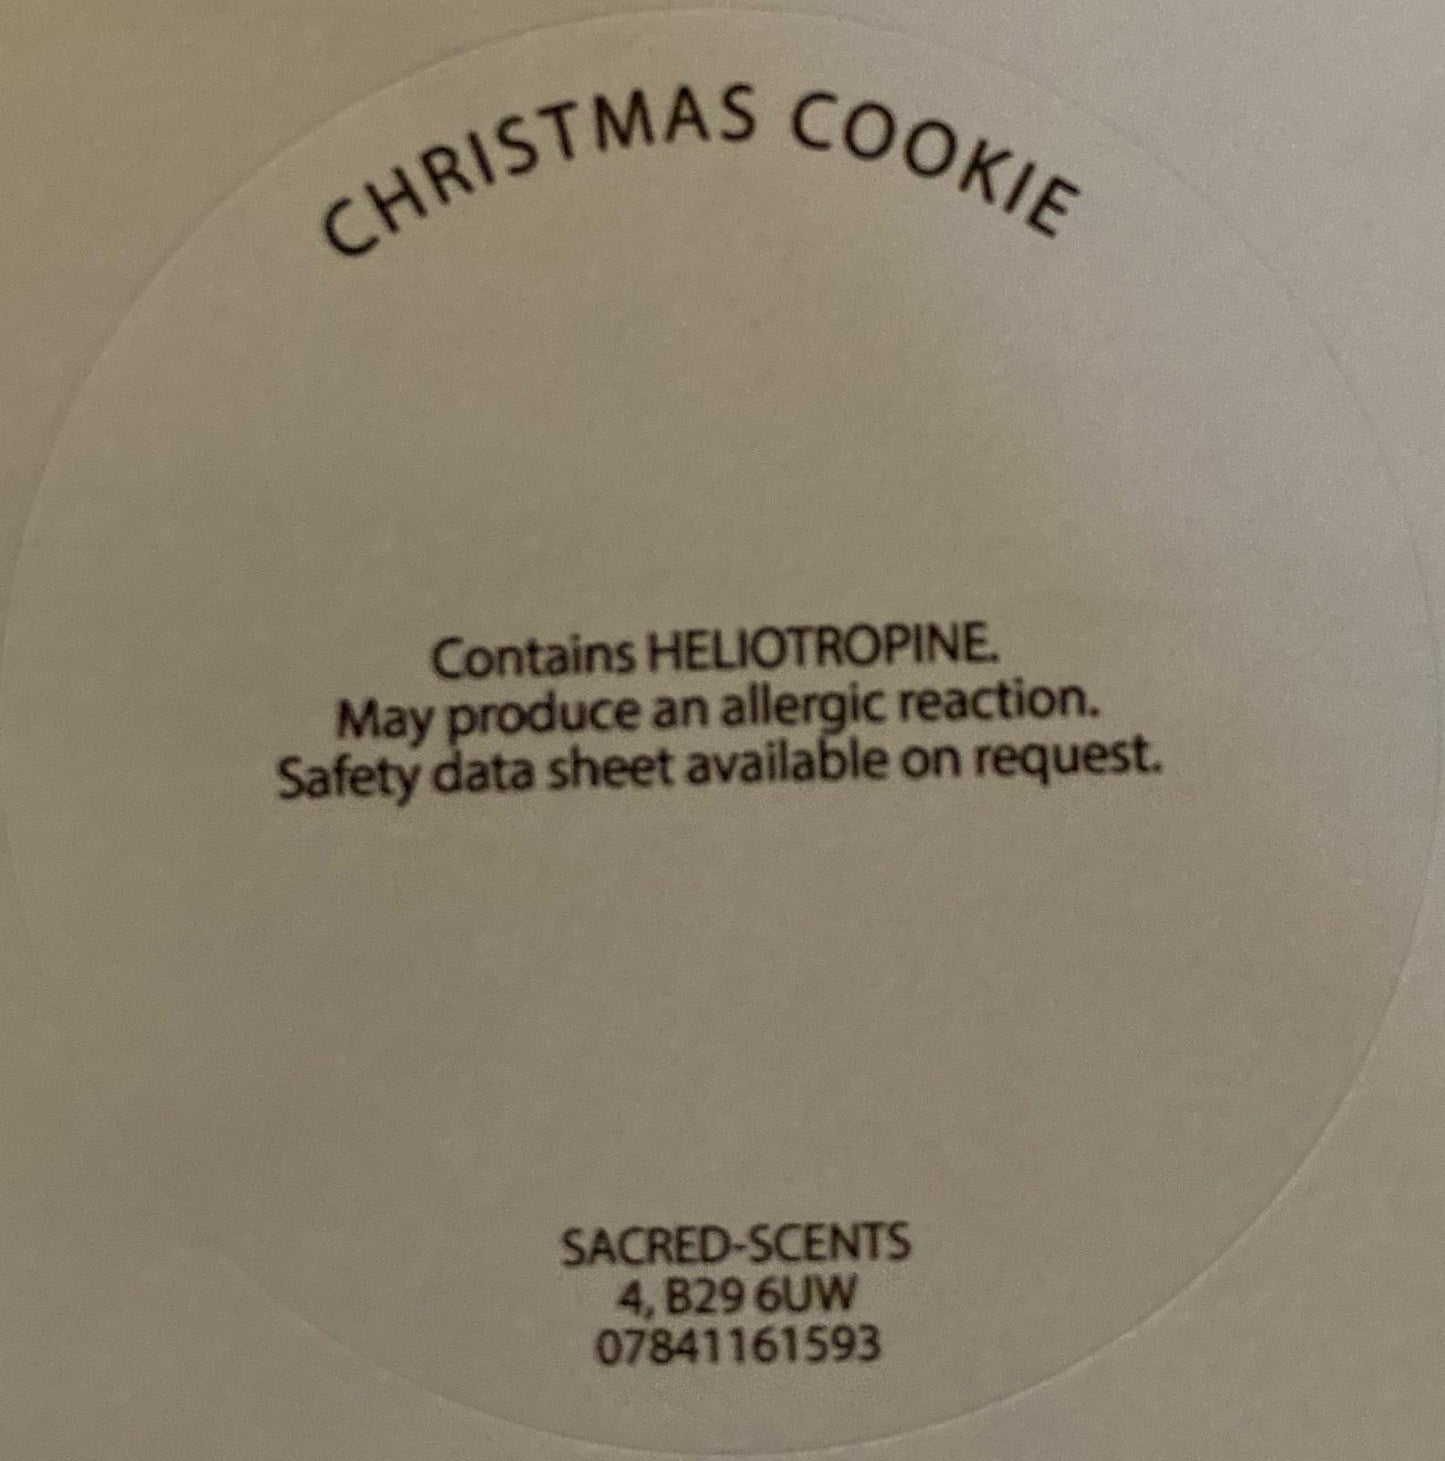 CHRISTMAS COOKIE
Contains HELIOTROPINE.
May produce an allergic reaction.
Safety data sheet available on request.
SACRED-SCENTS
4, B29 6UW
07841161593